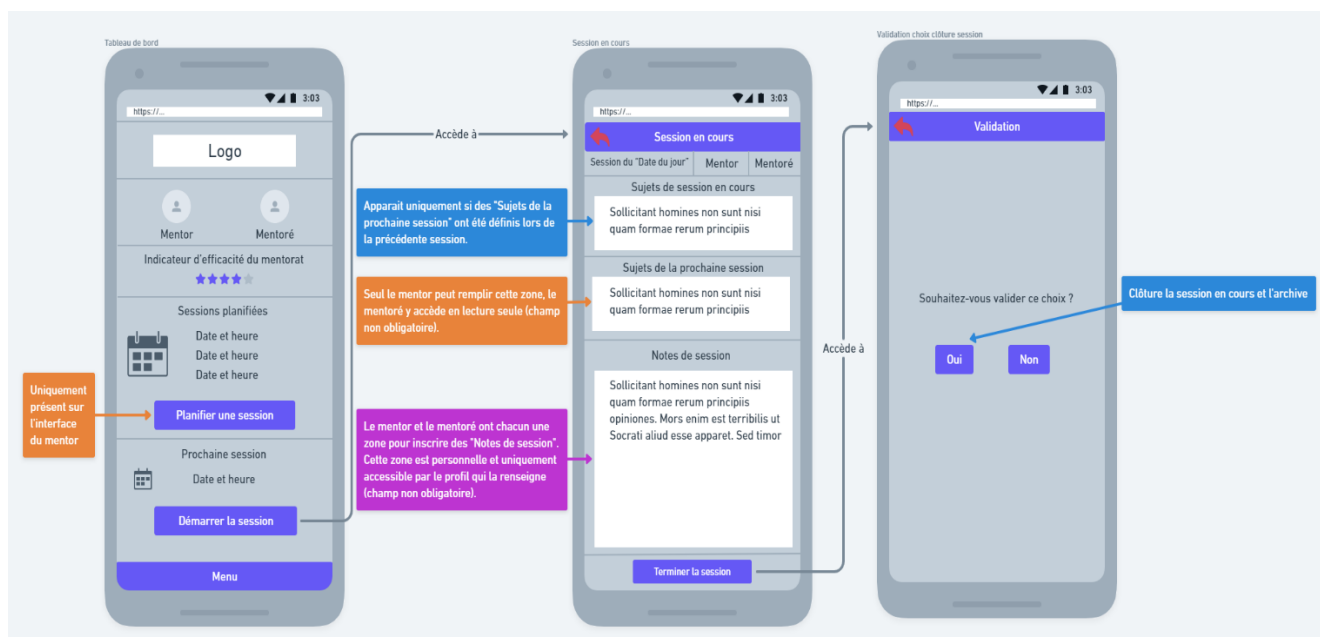 Tableau de bord
3:03
https://...
Logo
Mentor
Mentoré
Indicateur d'efficacité du mentorat
Sessions planifiées
Date et heure
Date et heure
Date et heure
Planifier une session
Prochaine session
Date et heure
Démarrer la session
Menu
Uniquement
présent sur
l'interface
du mentor
Accède à
Apparait uniquement si des "Sujets de la
prochaine session" ont été définis lors de
la précédente session.
Seul le mentor peut remplir cette zone, le
mentoré y accède en lecture seule (champ
non obligatoire).
Le mentor et le mentoré ont chacun une
zone pour inscrire des "Notes de session".
Cette zone est personnelle et uniquement
accessible par le profil qui la renseigne
(champ non obligatoire).
Session en cours
3:03
https://...
Session en cours
Session du "Date du jour"
Mentor
Mentoré
Sujets de session en cours
Sollicitant homines non sunt nisi
quam formae rerum principiis
Sujets de la prochaine session
Sollicitant homines non sunt nisi
quam formae rerum principiis
Notes de session
Sollicitant homines non sunt nisi
quam formae rerum principiis
opiniones. Mors enim est terribilis ut
Socrati aliud esse apparet. Sed timor
Terminer la session
Accède à
Validation choix clôture session
3:03
https://...
Validation
Souhaitez-vous valider ce choix ?
Oui
Non
Clôture la session en cours et l'archive